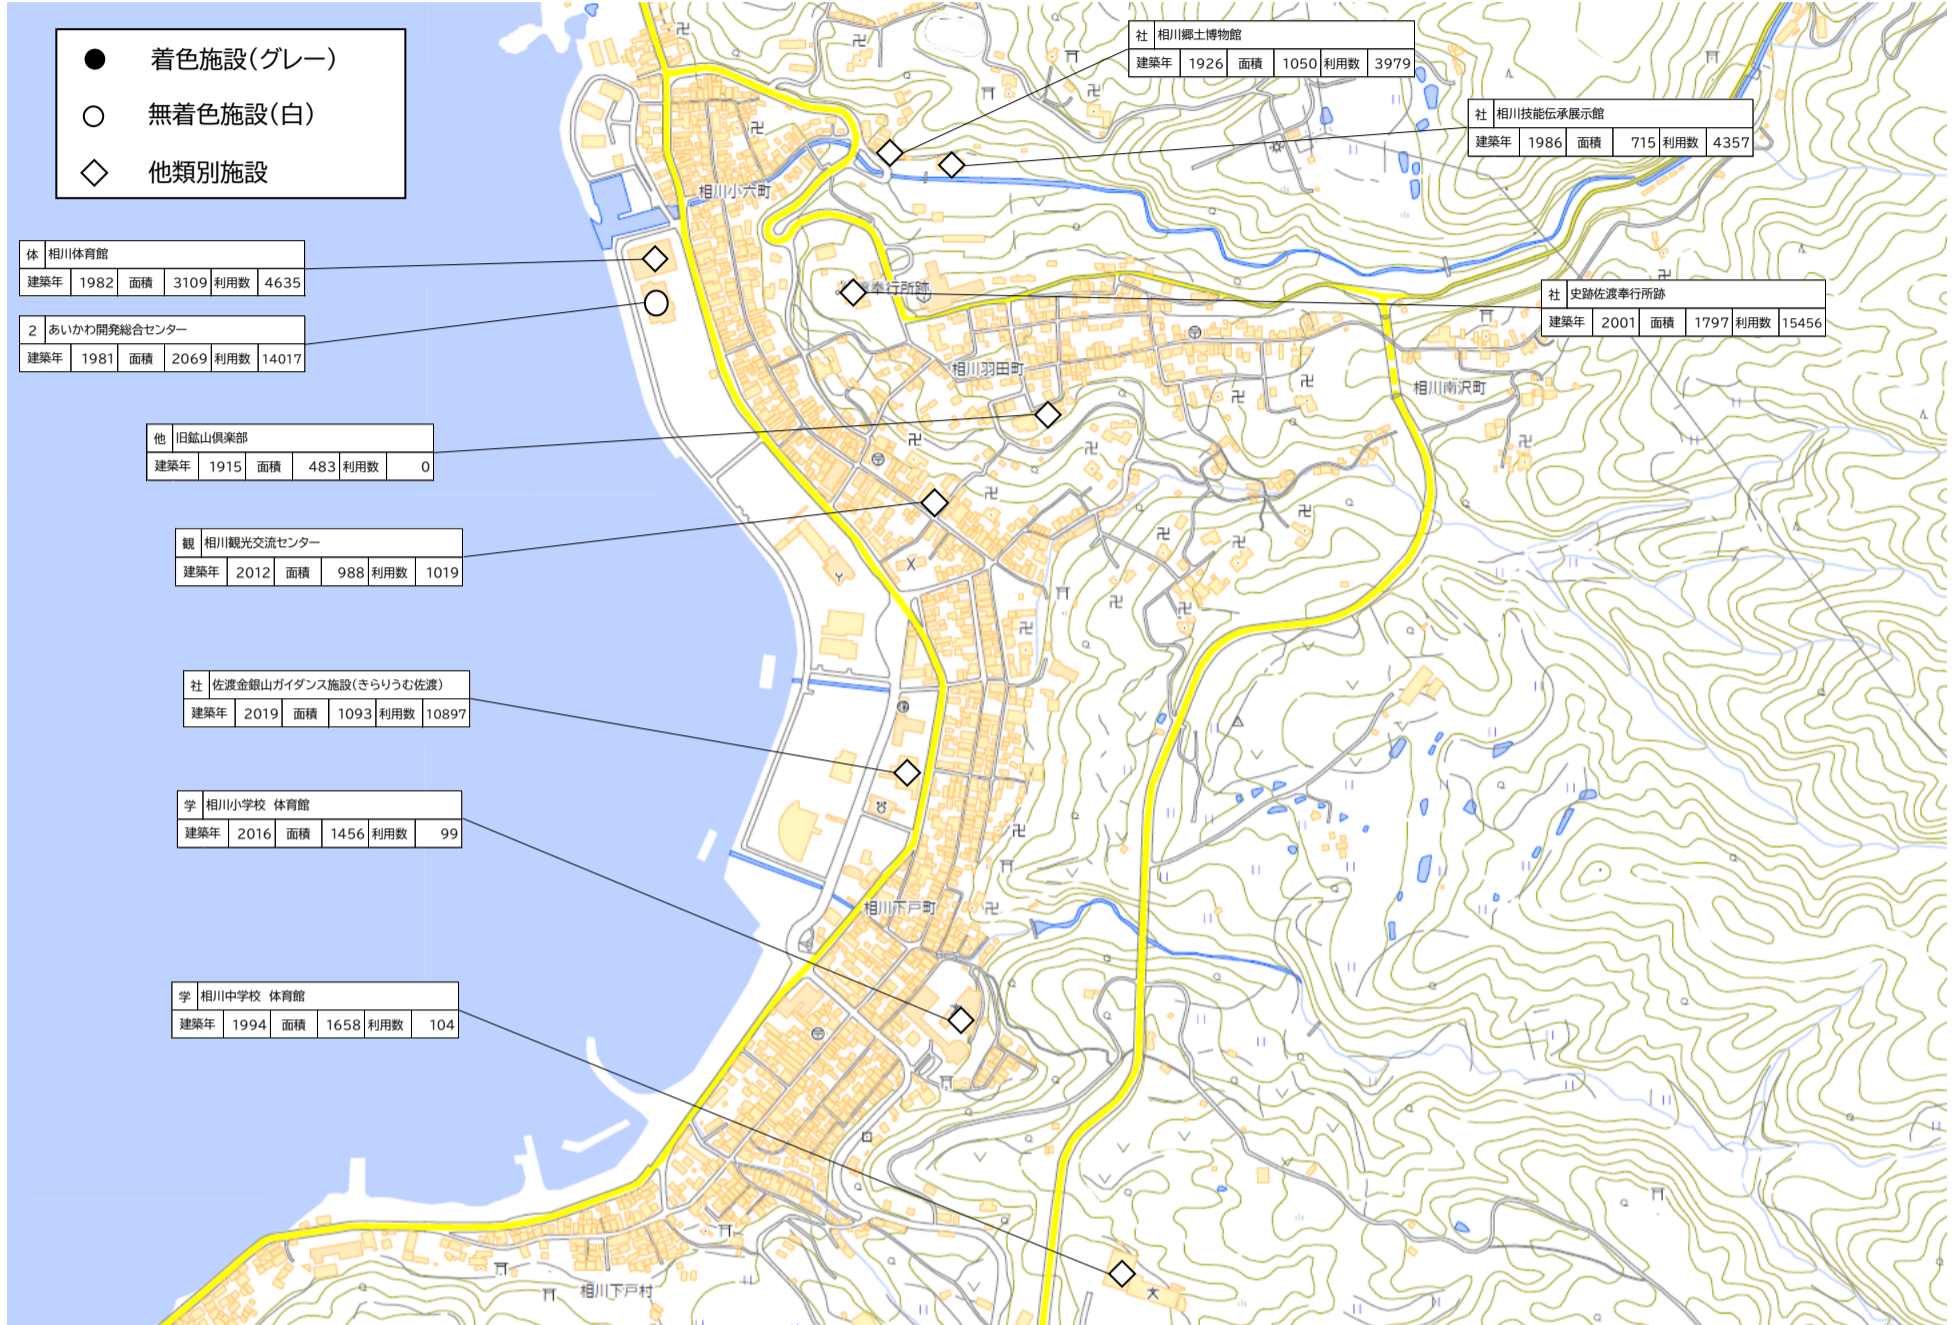 着色施設(グレー)
無着色施設(白)
他類別施設
社 相川郷土博物館
建築年 1926 面積 1050 利用数 3979
社 相川技能伝承展示館
建築年 1986 面積 715 利用数 4357
相川小六町
体 相川体育館
建築年 1982 面積 3109 利用数 4635
社 史跡佐渡奉行所跡
建築年 2001 面積 1797 利用数 15456
2 あいかわ開発総合センター
建築年 1981 面積 2069 利用数 14017
相川羽田町
相川南沢町
他 旧鉱山倶楽部
建築年 1915 面積 483 利用数 0
観 相川観光交流センター
建築年 2012 面積 988 利用数 1019
社 佐渡金銀山ガイダンス施設(きらりうむ佐渡)
建築年 2019 面積 1093 利用数 10897
学 相川小学校 体育館
建築年 2016 面積 1456 利用数 99
相川下戸町
学 相川中学校 体育館
建築年 1994 面積 1658 利用数 104
相川下戸村